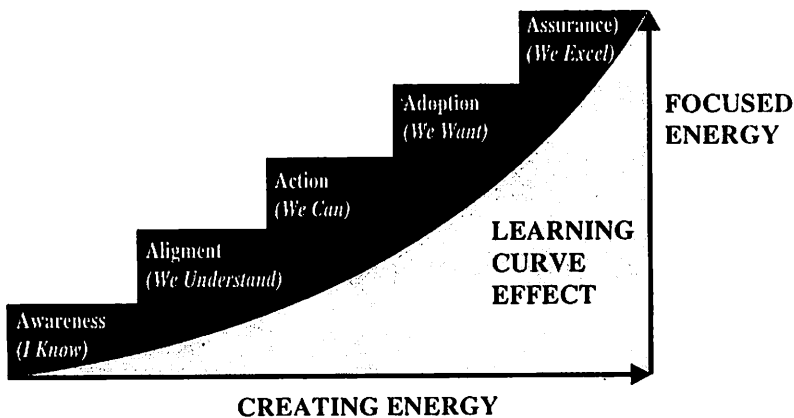 Assurance)
(We Excel)
Adoption
(We Want)
FOCUSED
ENERGY
Action
(We Can)
Aligment
(We Understand)
LEARNING
CURVE
EFFECT
Awareness
(I Know)
CREATING ENERGY